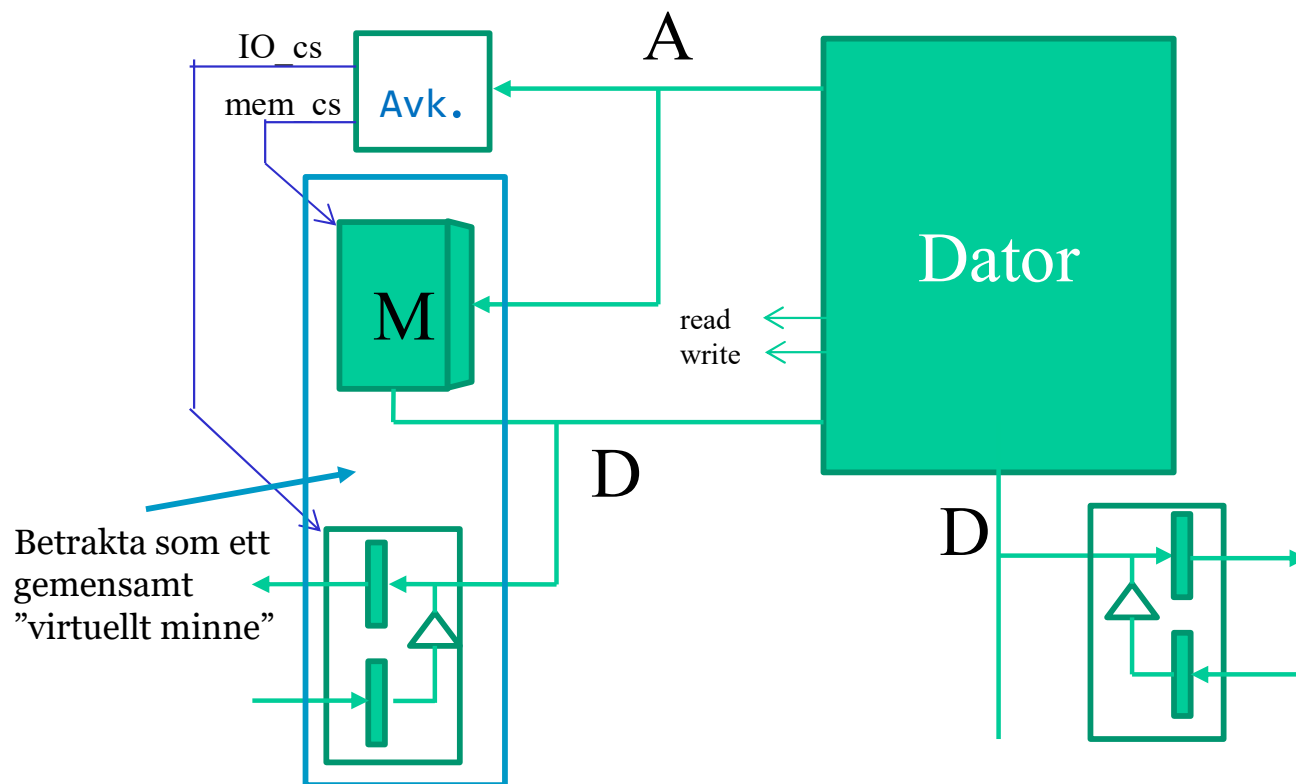 IO_cs
A
mem_cs
Avk.
Dator
M
read
write
D
D
Betrakta som ett
gemensamt
”virtuellt minne”